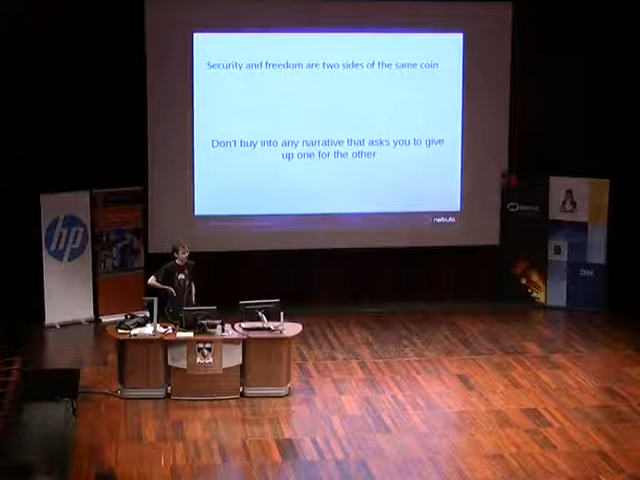 Security and freedom are two sides of the same coin
Don't buy into any narrative that asks you to give
up one for the other
nebula
hp